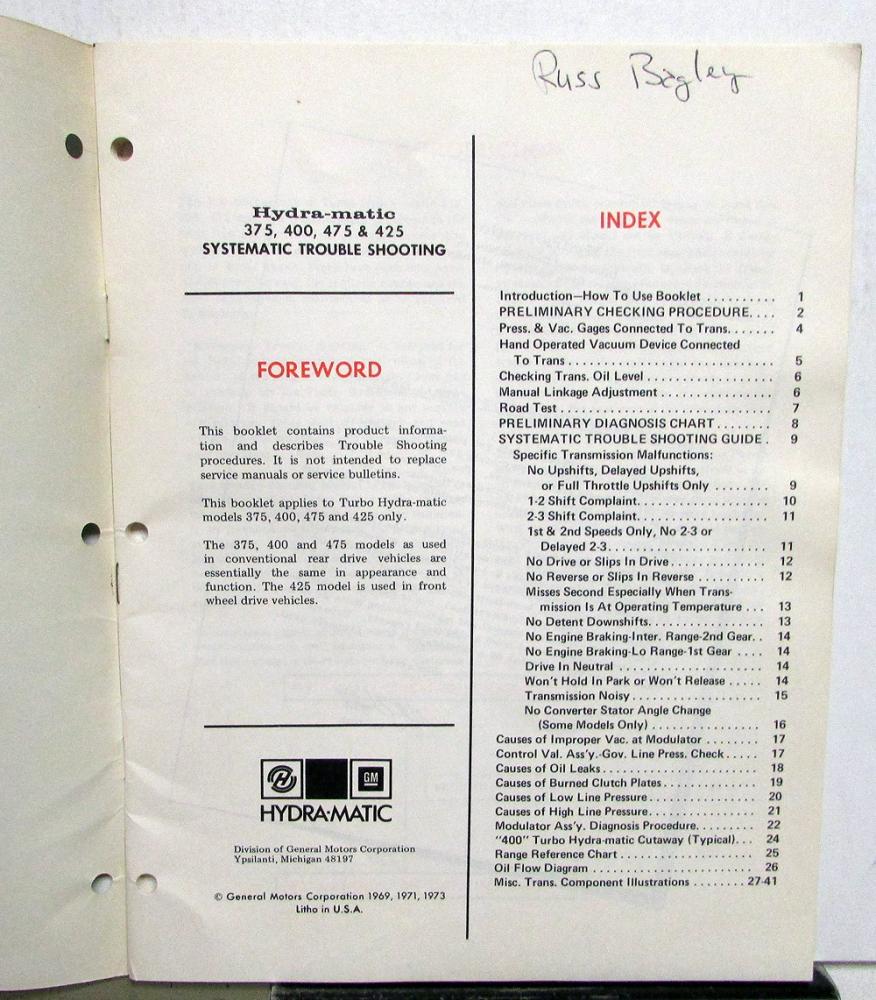 Russ Bagley
Hydra-matic
375, 400, 475 & 425
SYSTEMATIC TROUBLE SHOOTING
FOREWORD
This booklet contains product informa-
tion and describes Trouble Shooting
procedures. It is not intended to replace
service manuals or service bulletins.
This booklet applies to Turbo Hydra-matic
models 375, 400, 475 and 425 only.
The 375, 400 and 475 models as used
in conventional rear drive vehicles are
essentially the same in appearance and
function. The 425 model is used in front
wheel drive vehicles.
H GM
HYDRA-MATIC
Division of General Motors Corporation
Ypsilanti, Michigan 48197
© General Motors Corporation 1969, 1971, 1973
Litho in U.S.A.
INDEX
Introduction—How To Use Booklet .......... 1
PRELIMINARY CHECKING PROCEDURE.... 2
Press. & Vac. Gages Connected To Trans....... 4
Hand Operated Vacuum Device Connected
To Trans .............................. 5
Checking Trans. Oil Level .................. 6
Manual Linkage Adjustment ................ 6
Road Test ............................... 7
PRELIMINARY DIAGNOSIS CHART........ 8
SYSTEMATIC TROUBLE SHOOTING GUIDE . 9
Specific Transmission Malfunctions:
No Upshifts, Delayed Upshifts,
or Full Throttle Upshifts Only ........ 9
1-2 Shift Complaint................... 10
2-3 Shift Complaint................... 11
1st & 2nd Speeds Only, No 2-3 or
Delayed 2-3....................... 11
No Drive or Slips In Drive.............. 12
No Reverse or Slips In Reverse .......... 12
Misses Second Especially When Trans-
mission Is At Operating Temperature ... 13
No Detent Downshifts................. 13
No Engine Braking-Inter. Range-2nd Gear.. 14
No Engine Braking-Lo Range-1st Gear .... 14
Drive In Neutral ..................... 14
Won't Hold In Park or Won't Release ..... 14
Transmission Noisy................... 15
No Converter Stator Angle Change
(Some Models Only) ................ 16
Causes of Improper Vac. at Modulator ........ 17
Control Val. Ass'y.-Gov. Line Press. Check..... 17
Causes of Oil Leaks....................... 18
Causes of Burned Clutch Plates.............. 19
Causes of Low Line Pressure................ 20
Causes of High Line Pressure................ 21
Modulator Ass'y. Diagnosis Procedure......... 22
"400" Turbo Hydra-matic Cutaway (Typical)... 24
Range Reference Chart .................... 25
Oil Flow Diagram ........................ 26
Misc. Trans. Component Illustrations ........ 27-41